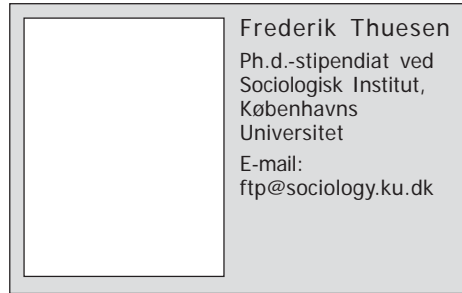 Frederik Thuesen
Ph.d.-stipendiat ved
Sociologisk Institut,
Københavns
Universitet
E-mail:
ftp@sociology.ku.dk